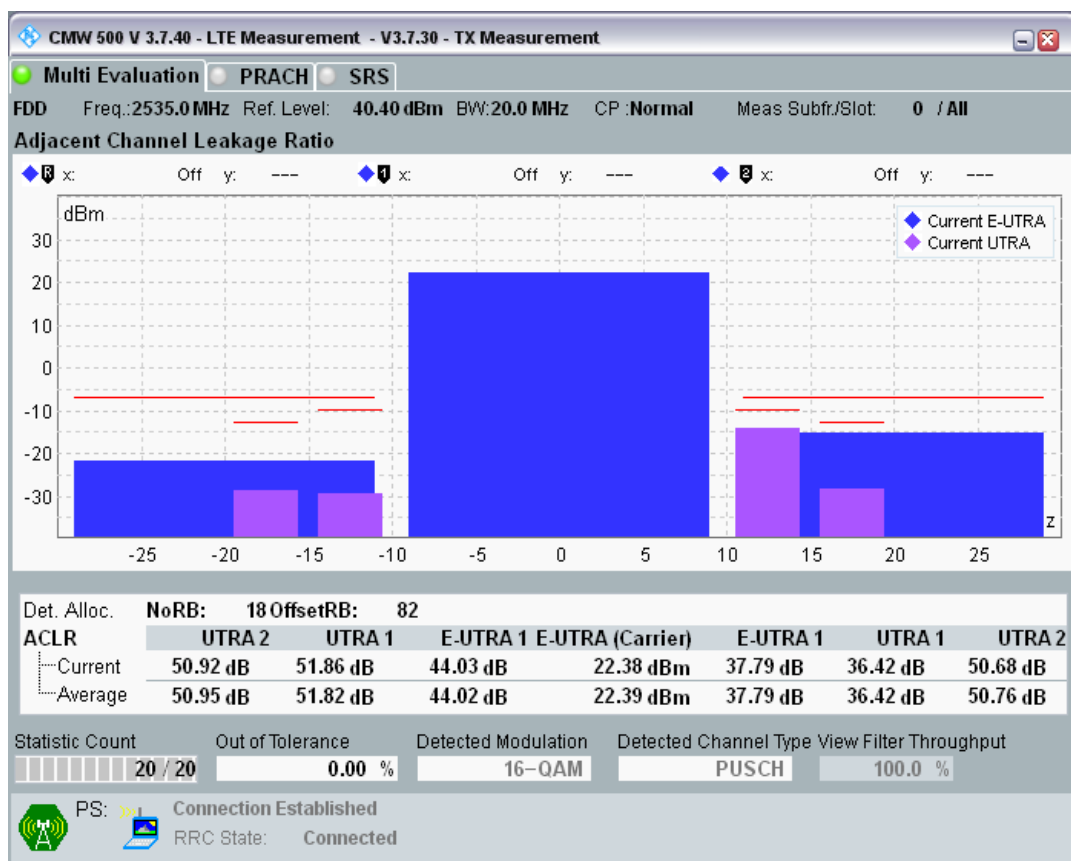 CMW 500 V 3.7.40 - LTE Measurement - V3.7.30 - TX Measurement
Multi Evaluation PRACH SRS
FDD Freq.:2535.0 MHz Ref. Level: 40.40 dBm BW:20.0 MHz CP :Normal Meas Subfr./Slot: 0 / All
Adjacent Channel Leakage Ratio
R x: Off y: --- 1 x: Off y: --- 2 x: Off y: ---
dBm
Current E-UTRA
Current UTRA
30
20
10
0
-10
-20
-30
z
-25 -20 -15 -10 -5 0 5 10 15 20 25
Det. Alloc. NoRB: 18 OffsetRB: 82
ACLR UTRA 2 UTRA 1 E-UTRA 1 E-UTRA (Carrier) E-UTRA 1 UTRA 1 UTRA 2
Current 50.92 dB 51.86 dB 44.03 dB 22.38 dBm 37.79 dB 36.42 dB 50.68 dB
Average 50.95 dB 51.82 dB 44.02 dB 22.39 dBm 37.79 dB 36.42 dB 50.76 dB
Statistic Count Out of Tolerance Detected Modulation Detected Channel Type View Filter Throughput
20 / 20 0.00 % 16-QAM PUSCH 100.0 %
PS: Connection Established
RRC State: Connected